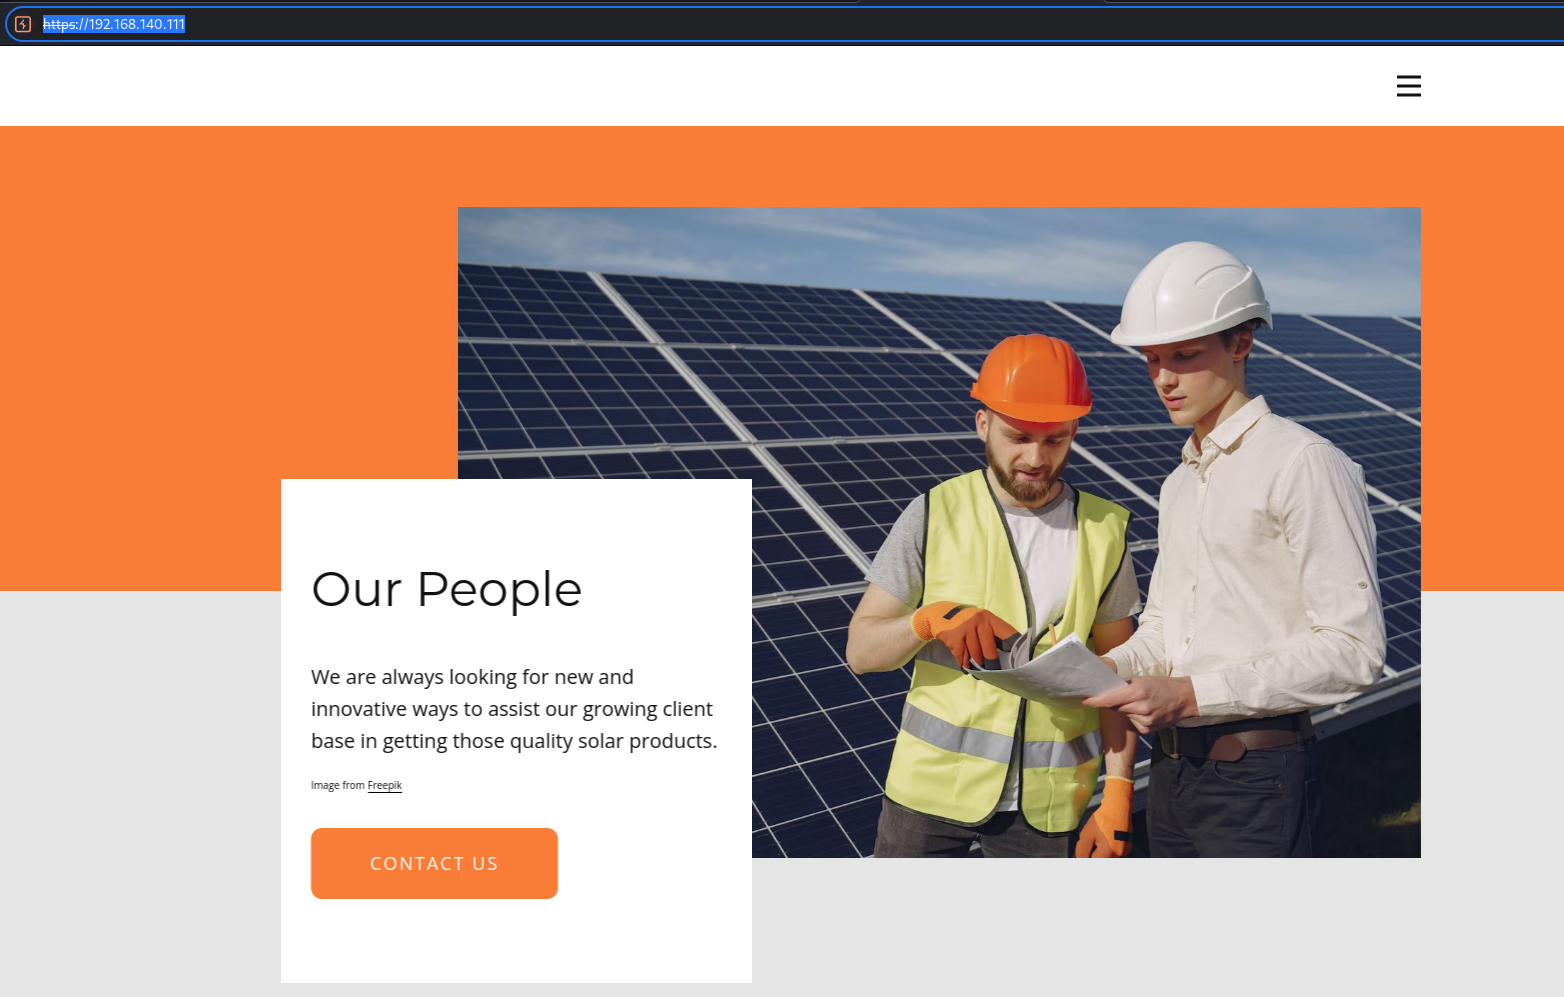 https://192.168.140.111
Our People
We are always looking for new and
innovative ways to assist our growing client
base in getting those quality solar products.
Image from Freepik
CONTACT US